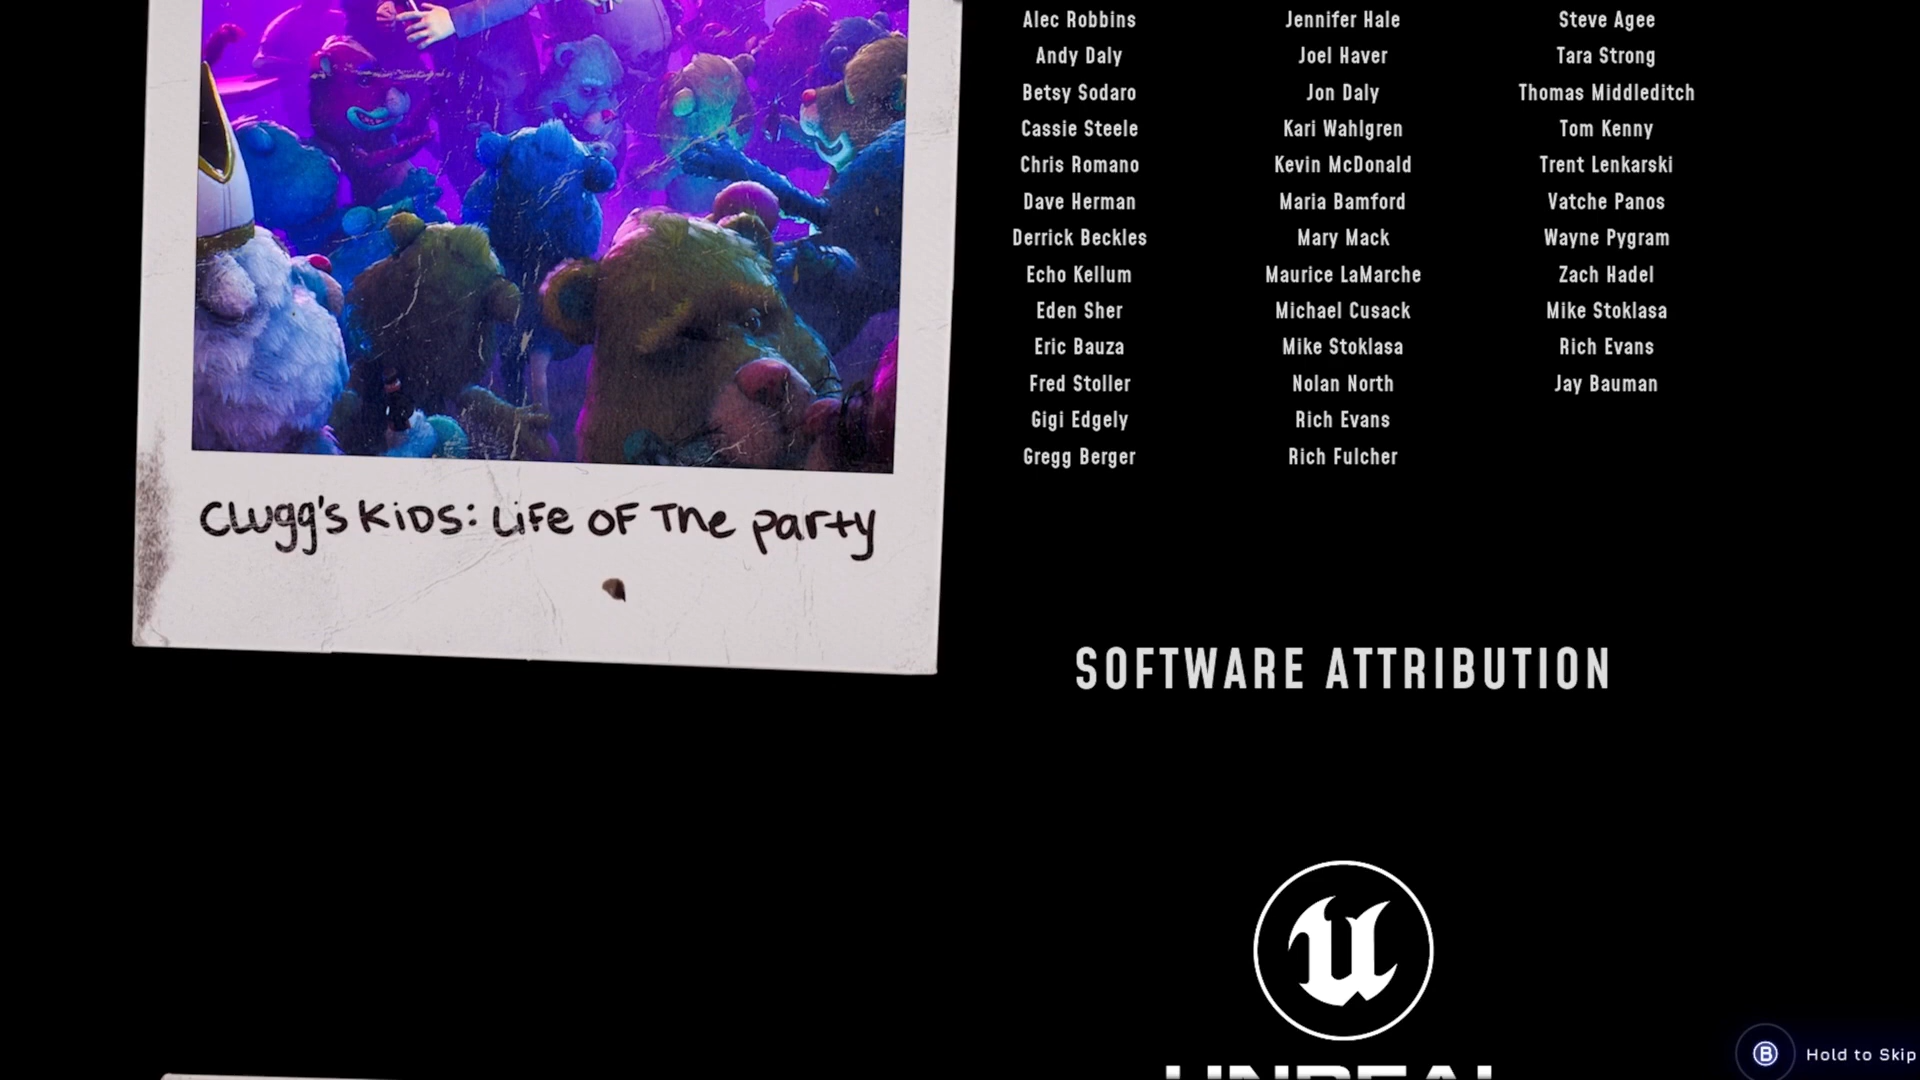 Clugg's Kids: Life of The party
Alec Robbins
Andy Daly
Betsy Sodaro
Cassie Steele
Chris Romano
Dave Herman
Derrick Beckles
Echo Kellum
Eden Sher
Eric Bauza
Fred Stoller
Gigi Edgely
Gregg Berger
Jennifer Hale
Joel Haver
Jon Daly
Kari Wahlgren
Kevin McDonald
Maria Bamford
Mary Mack
Maurice LaMarche
Michael Cusack
Mike Stoklasa
Nolan North
Rich Evans
Rich Fulcher
Steve Agee
Tara Strong
Thomas Middleditch
Tom Kenny
Trent Lenkarski
Vatche Panos
Wayne Pygram
Zach Hadel
Mike Stoklasa
Rich Evans
Jay Bauman
SOFTWARE ATTRIBUTION
UNREAL
B Hold to Skip